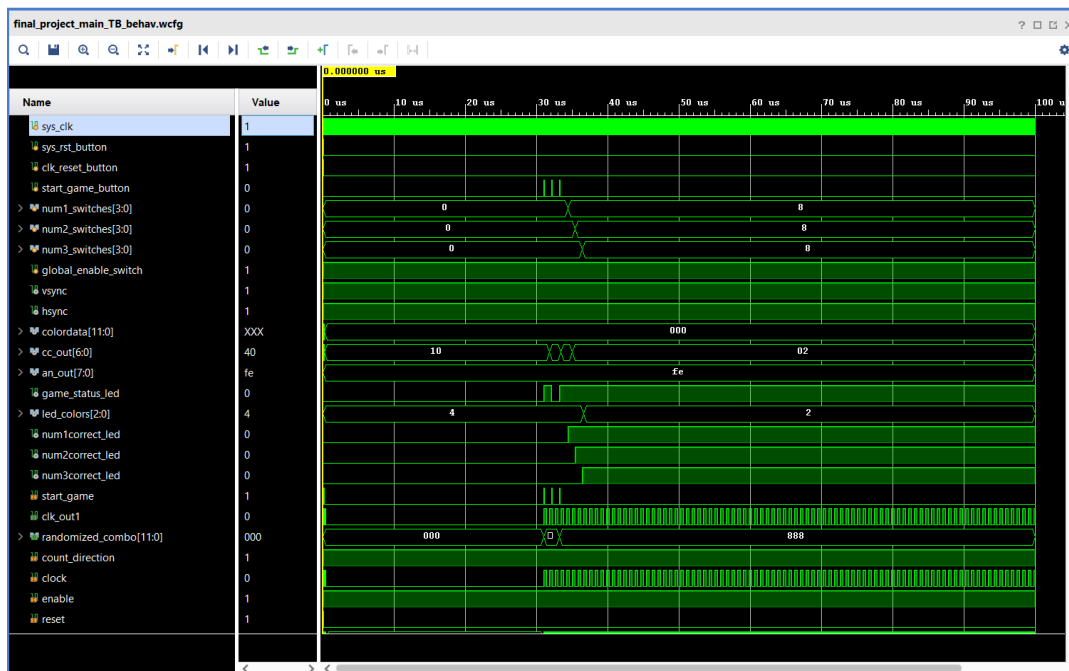 final_project_main_TB_behav.wcfg
0.000000 us
Name Value 0 us 10 us 20 us 30 us 40 us 50 us 60 us 70 us 80 us 90 us 100 u
sys_clk 1
sys_rst_button 1
clk_reset_button 1
start_game_button 0
num1_switches[3:0] 0 0 8
num2_switches[3:0] 0 0 8
num3_switches[3:0] 0 0 8
global_enable_switch 1
vsync 1
hsync 1
colordata[11:0] XXX 000
cc_out[6:0] 40 10 02
an_out[7:0] fe fe
game_status_led 0
led_colors[2:0] 4 4 2
num1correct_led 0
num2correct_led 0
num3correct_led 0
start_game 1
clk_out1 0
randomized_combo[11:0] 000 000 888
count_direction 1
clock 0
enable 1
reset 1